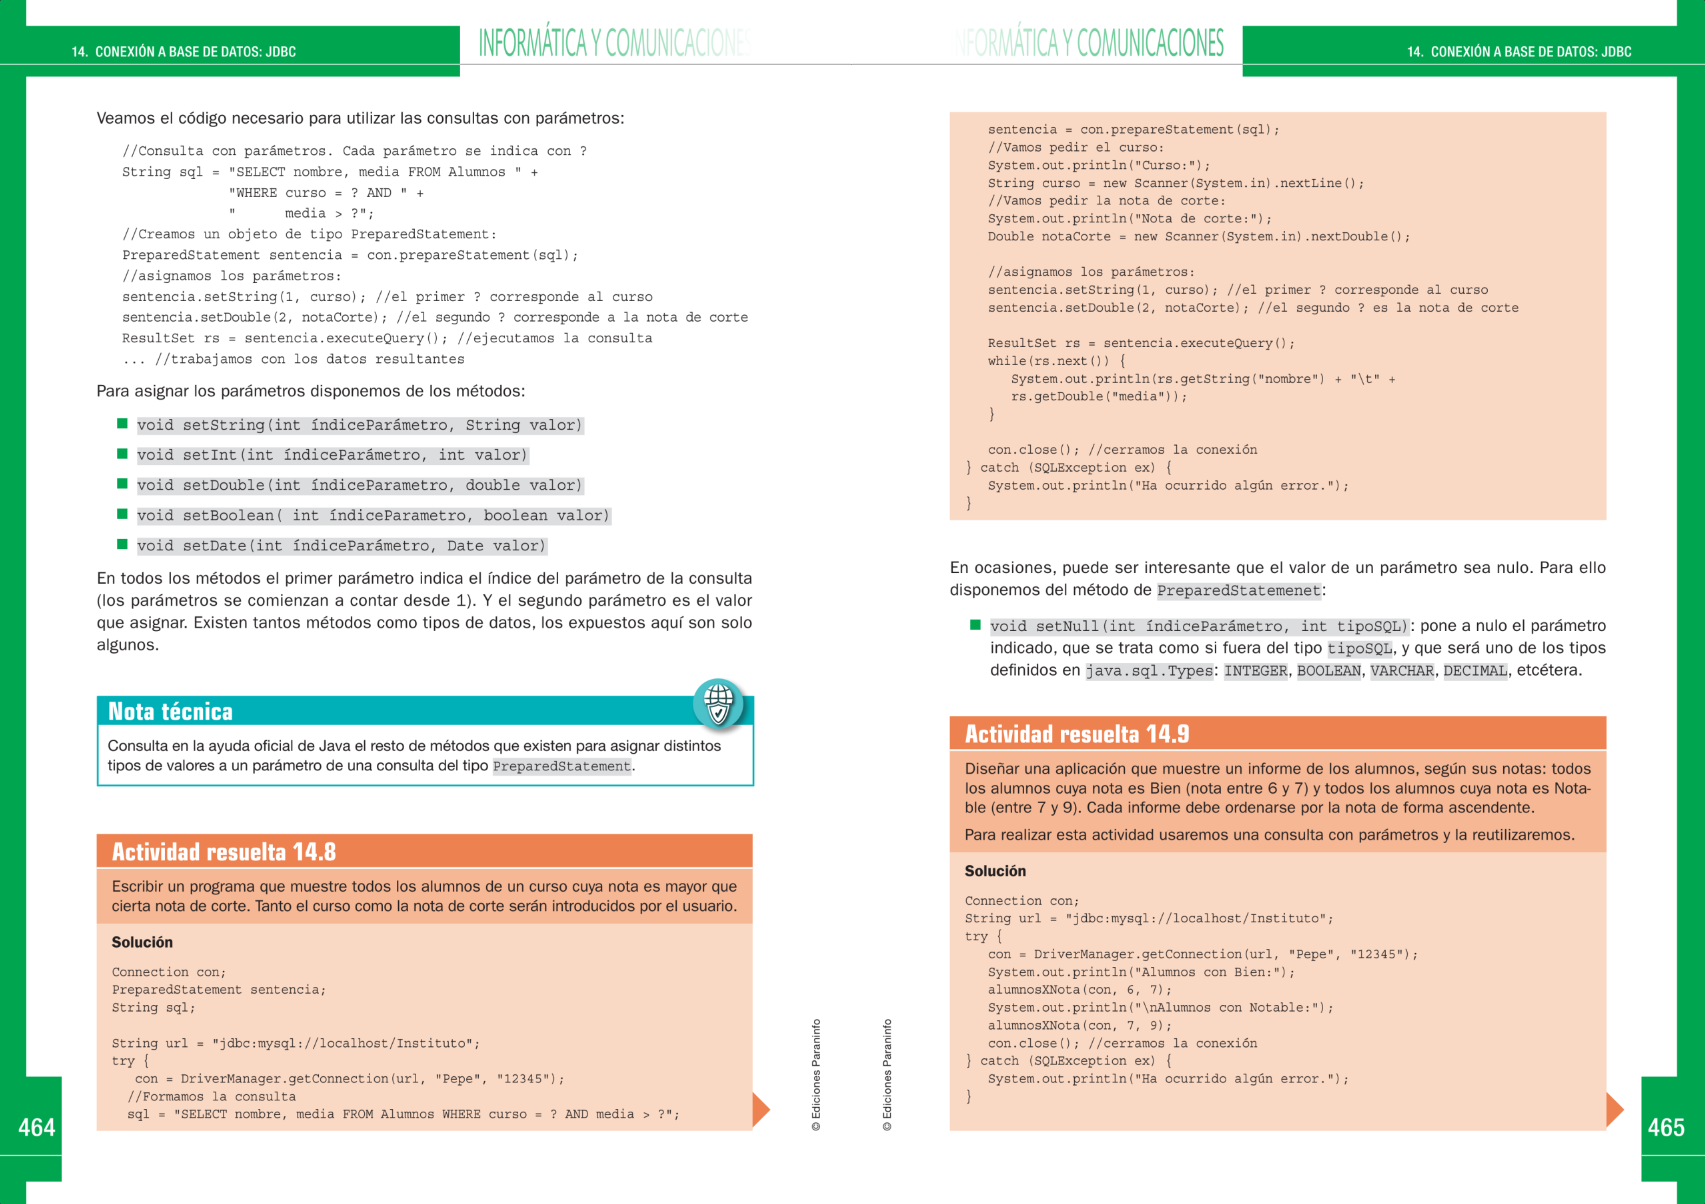 14. CONEXIÓN A BASE DE DATOS: JDBC
INFORMÁTICA Y COMUNICACIONES
Veamos el código necesario para utilizar las consultas con parámetros:
//Consulta con parámetros. Cada parámetro se indica con ?
String sql = "SELECT nombre, media FROM Alumnos " +
"WHERE curso = ? AND " +
"      media > ?";
//Creamos un objeto de tipo PreparedStatement:
PreparedStatement sentencia = con.prepareStatement(sql);
//asignamos los parámetros:
sentencia.setString(1, curso); //el primer ? corresponde al curso
sentencia.setDouble(2, notaCorte); //el segundo ? corresponde a la nota de corte
ResultSet rs = sentencia.executeQuery(); //ejecutamos la consulta
... //trabajamos con los datos resultantes
Para asignar los parámetros disponemos de los métodos:
void setString(int índiceParámetro, String valor)
void setInt(int índiceParámetro, int valor)
void setDouble(int índiceParametro, double valor)
void setBoolean( int índiceParametro, boolean valor)
void setDate(int índiceParámetro, Date valor)
En todos los métodos el primer parámetro indica el índice del parámetro de la consulta
(los parámetros se comienzan a contar desde 1). Y el segundo parámetro es el valor
que asignar. Existen tantos métodos como tipos de datos, los expuestos aquí son solo
algunos.
Nota técnica
Consulta en la ayuda oficial de Java el resto de métodos que existen para asignar distintos
tipos de valores a un parámetro de una consulta del tipo PreparedStatement.
Actividad resuelta 14.8
Escribir un programa que muestre todos los alumnos de un curso cuya nota es mayor que
cierta nota de corte. Tanto el curso como la nota de corte serán introducidos por el usuario.
Solución
Connection con;
PreparedStatement sentencia;
String sql;
String url = "jdbc:mysql://localhost/Instituto";
try {
con = DriverManager.getConnection(url, "Pepe", "12345");
//Formamos la consulta
sql = "SELECT nombre, media FROM Alumnos WHERE curso = ? AND media > ?";
464
© Ediciones Paraninfo
INFORMÁTICA Y COMUNICACIONES
14. CONEXIÓN A BASE DE DATOS: JDBC
sentencia = con.prepareStatement(sql);
//Vamos pedir el curso:
System.out.println("Curso:");
String curso = new Scanner(System.in).nextLine();
//Vamos pedir la nota de corte:
System.out.println("Nota de corte:");
Double notaCorte = new Scanner(System.in).nextDouble();
//asignamos los parámetros:
sentencia.setString(1, curso); //el primer ? corresponde al curso
sentencia.setDouble(2, notaCorte); //el segundo ? es la nota de corte
ResultSet rs = sentencia.executeQuery();
while(rs.next()) {
System.out.println(rs.getString("nombre") + "\t" +
rs.getDouble("media"));
}
con.close(); //cerramos la conexión
} catch (SQLException ex) {
System.out.println("Ha ocurrido algún error.");
}
En ocasiones, puede ser interesante que el valor de un parámetro sea nulo. Para ello
disponemos del método de PreparedStatemenet:
void setNull(int índiceParámetro, int tipoSQL): pone a nulo el parámetro
indicado, que se trata como si fuera del tipo tipoSQL, y que será uno de los tipos
definidos en java.sql.Types: INTEGER, BOOLEAN, VARCHAR, DECIMAL, etcétera.
Actividad resuelta 14.9
Diseñar una aplicación que muestre un informe de los alumnos, según sus notas: todos
los alumnos cuya nota es Bien (nota entre 6 y 7) y todos los alumnos cuya nota es Nota-
ble (entre 7 y 9). Cada informe debe ordenarse por la nota de forma ascendente.
Para realizar esta actividad usaremos una consulta con parámetros y la reutilizaremos.
Solución
Connection con;
String url = "jdbc:mysql://localhost/Instituto";
try {
con = DriverManager.getConnection(url, "Pepe", "12345");
System.out.println("Alumnos con Bien:");
alumnosXNota(con, 6, 7);
System.out.println("\nAlumnos con Notable:");
alumnosXNota(con, 7, 9);
con.close(); //cerramos la conexión
} catch (SQLException ex) {
System.out.println("Ha ocurrido algún error.");
}
© Ediciones Paraninfo
465